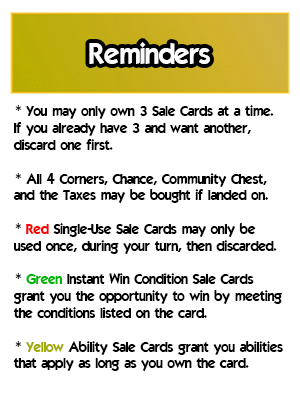 Reminders
* You may only own 3 Sale Cards at a time.
If you already have 3 and want another,
discard one first.
* All 4 Corners, Chance, Community Chest,
and the Taxes may be bought if landed on.
* Red Single-Use Sale Cards may only be
used once, during your turn, then discarded.
* Green Instant Win Condition Sale Cards
grant you the opportunity to win by meeting
the conditions listed on the card.
* Yellow Ability Sale Cards grant you abilities
that apply as long as you own the card.